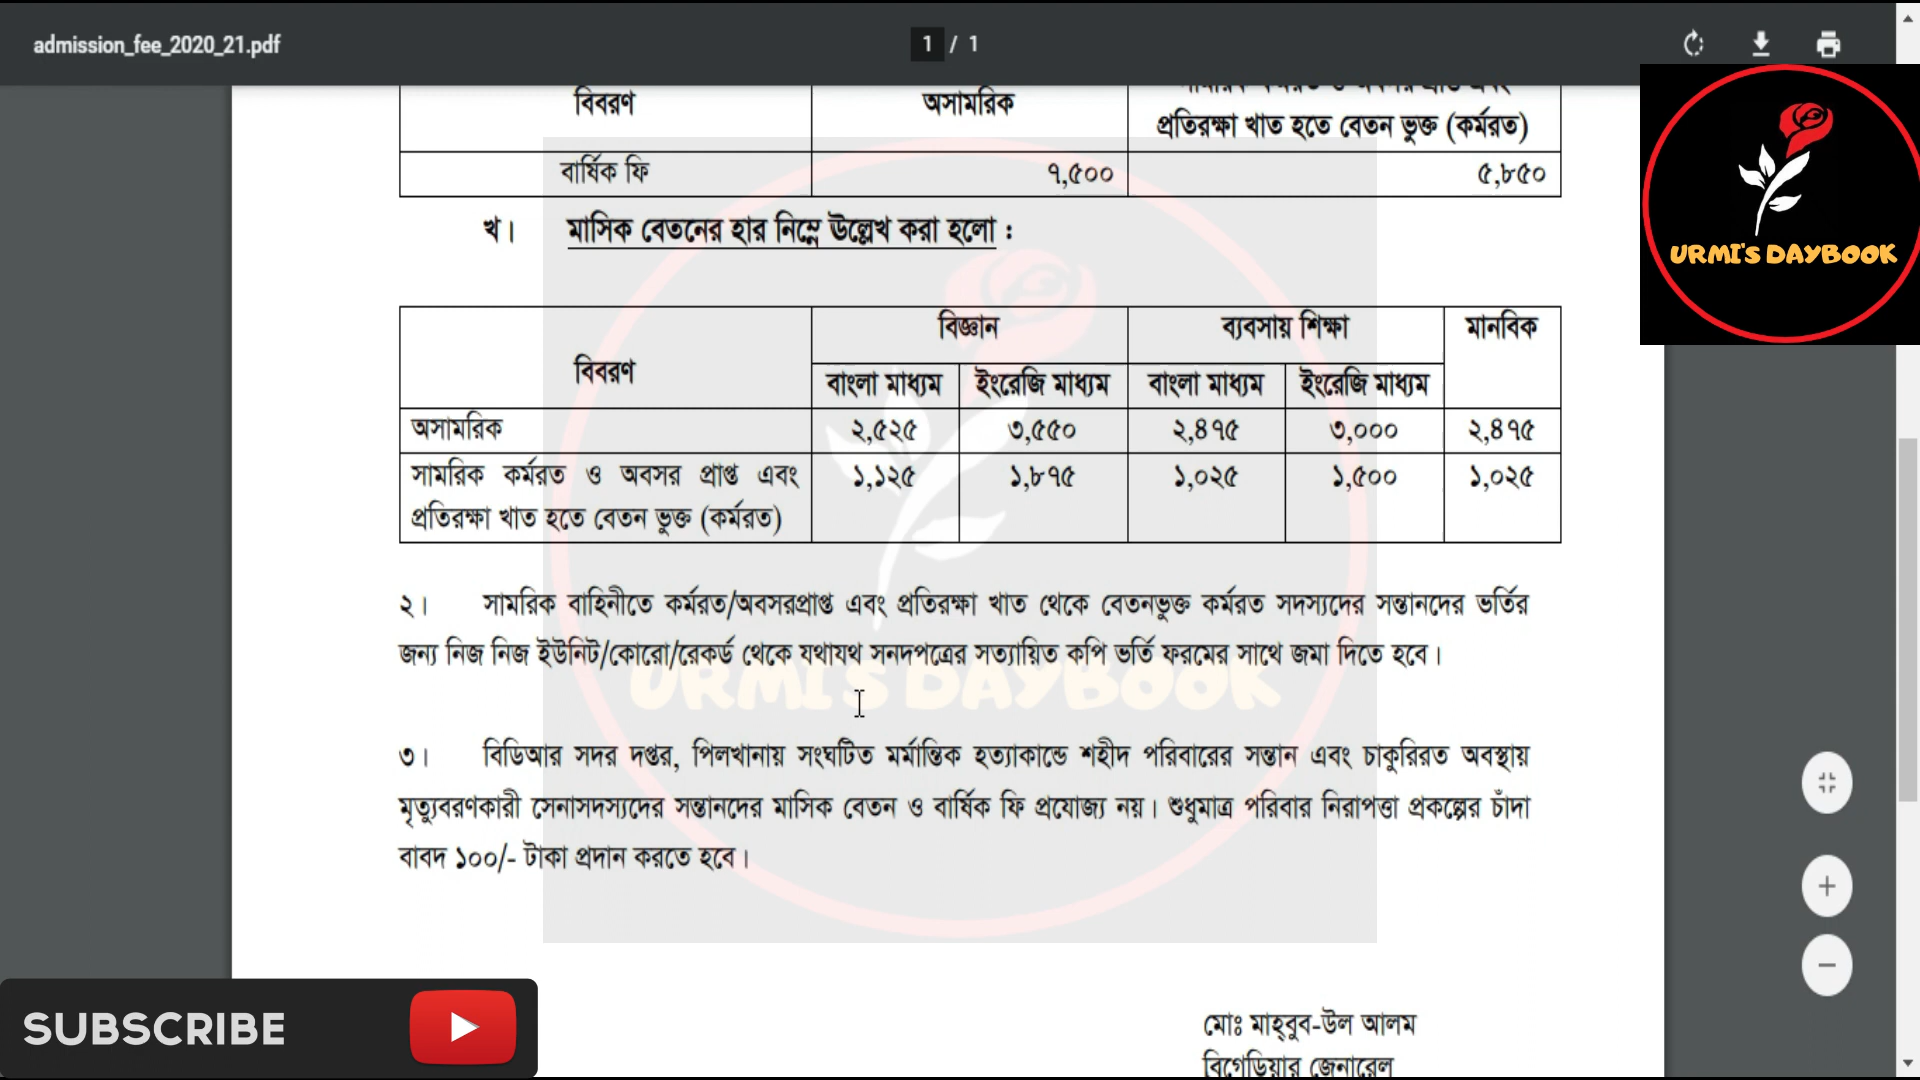 admission_fee_2020_21.pdf
1 / 1
বিবরণ অসামরিক
প্রতিরক্ষা খাত হতে বেতন ভুক্ত (কর্মরত)
বার্ষিক ফি ৭,৫০০ ৫,৮৫০
খ। মাসিক বেতনের হার নিম্নে উল্লেখ করা হলো :
বিবরণ বিজ্ঞান ব্যবসায় শিক্ষা মানবিক
বাংলা মাধ্যম ইংরেজি মাধ্যম বাংলা মাধ্যম ইংরেজি মাধ্যম
অসামরিক ২,৫২৫ ৩,৫৫০ ২,৪৭৫ ৩,০০০ ২,৪৭৫
সামরিক কর্মরত ও অবসর প্রাপ্ত এবং ১,১২৫ ১,৮৭৫ ১,০২৫ ১,৫০০ ১,০২৫
প্রতিরক্ষা খাত হতে বেতন ভুক্ত (কর্মরত)
২। সামরিক বাহিনীতে কর্মরত/অবসরপ্রাপ্ত এবং প্রতিরক্ষা খাত থেকে বেতনভুক্ত কর্মরত সদস্যদের সন্তানদের ভর্তির
জন্য নিজ নিজ ইউনিট/কোরো/রেকর্ড থেকে যথাযথ সনদপত্রের সত্যায়িত কপি ভর্তি ফরমের সাথে জমা দিতে হবে।
৩। বিডিআর সদর দপ্তর, পিলখানায় সংঘটিত মর্মান্তিক হত্যাকান্ডে শহীদ পরিবারের সন্তান এবং চাকুরিরত অবস্থায়
মৃত্যুবরণকারী সেনাসদস্যদের সন্তানদের মাসিক বেতন ও বার্ষিক ফি প্রযোজ্য নয়। শুধুমাত্র পরিবার নিরাপত্তা প্রকল্পের চাঁদা
বাবদ ১০০/- টাকা প্রদান করতে হবে।
মোঃ মাহ্‌বুব-উল আলম
বিগেডিয়ার জেনারেল
URMI'S DAYBOOK
URMI'S DAYBOOK
SUBSCRIBE